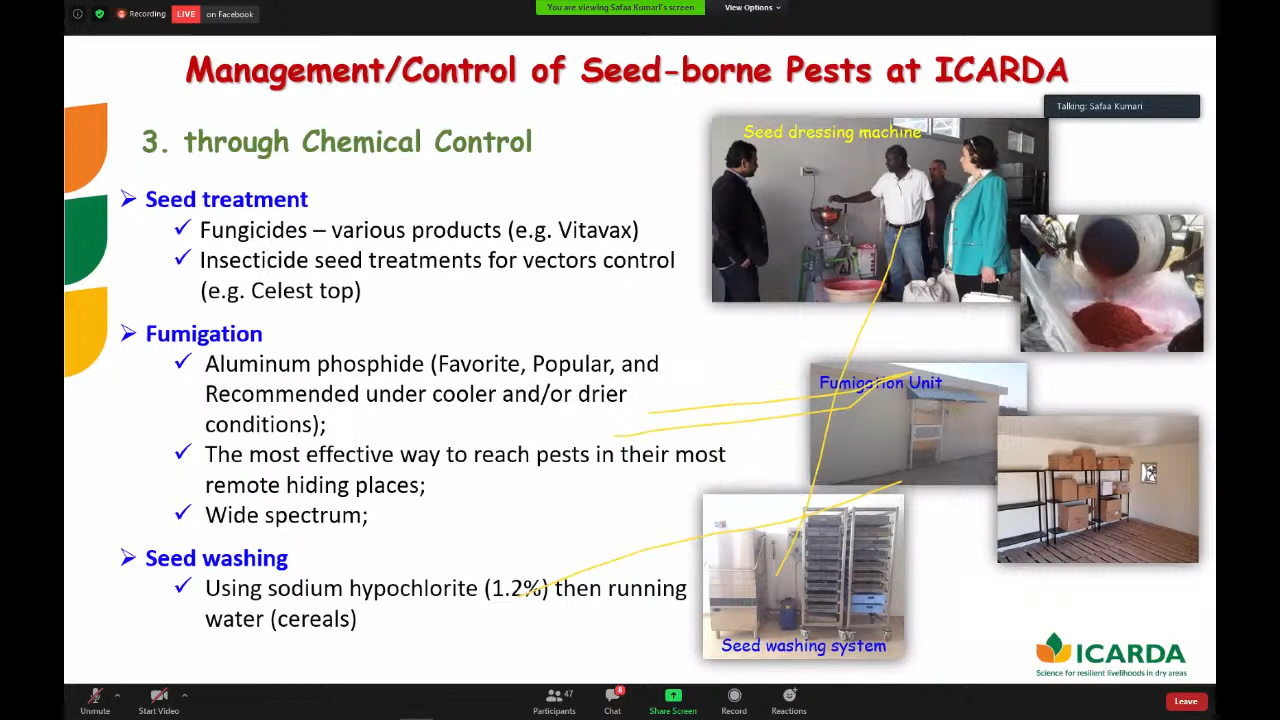 Recording
LIVE
on Facebook
You are viewing Safaa Kumari's screen
View Options
Management/Control of Seed-borne Pests at ICARDA
Talking: Safaa Kumari
3. through Chemical Control
Seed dressing machine
Seed treatment
Fungicides – various products (e.g. Vitavax)
Insecticide seed treatments for vectors control
(e.g. Celest top)
Fumigation
Aluminum phosphide (Favorite, Popular, and
Recommended under cooler and/or drier
conditions);
Fumigation Unit
The most effective way to reach pests in their most
remote hiding places;
Wide spectrum;
Seed washing
Using sodium hypochlorite (1.2%) then running
water (cereals)
Seed washing system
ICARDA
Science for resilient livelihoods in dry areas
Unmute
Start Video
47
Participants
8
Chat
Share Screen
Record
Reactions
Leave